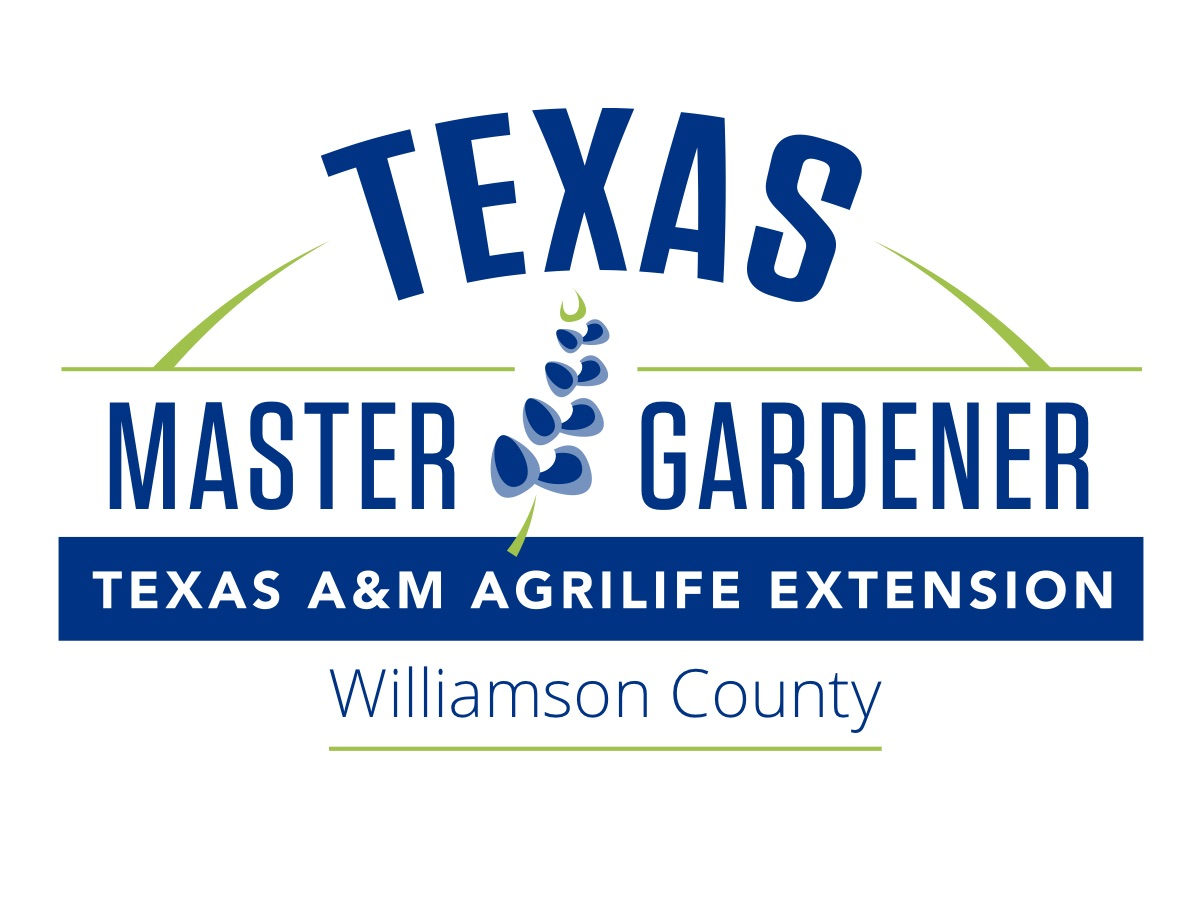 TEXAS
MASTER GARDENER
TEXAS A&M AGRILIFE EXTENSION
Williamson County